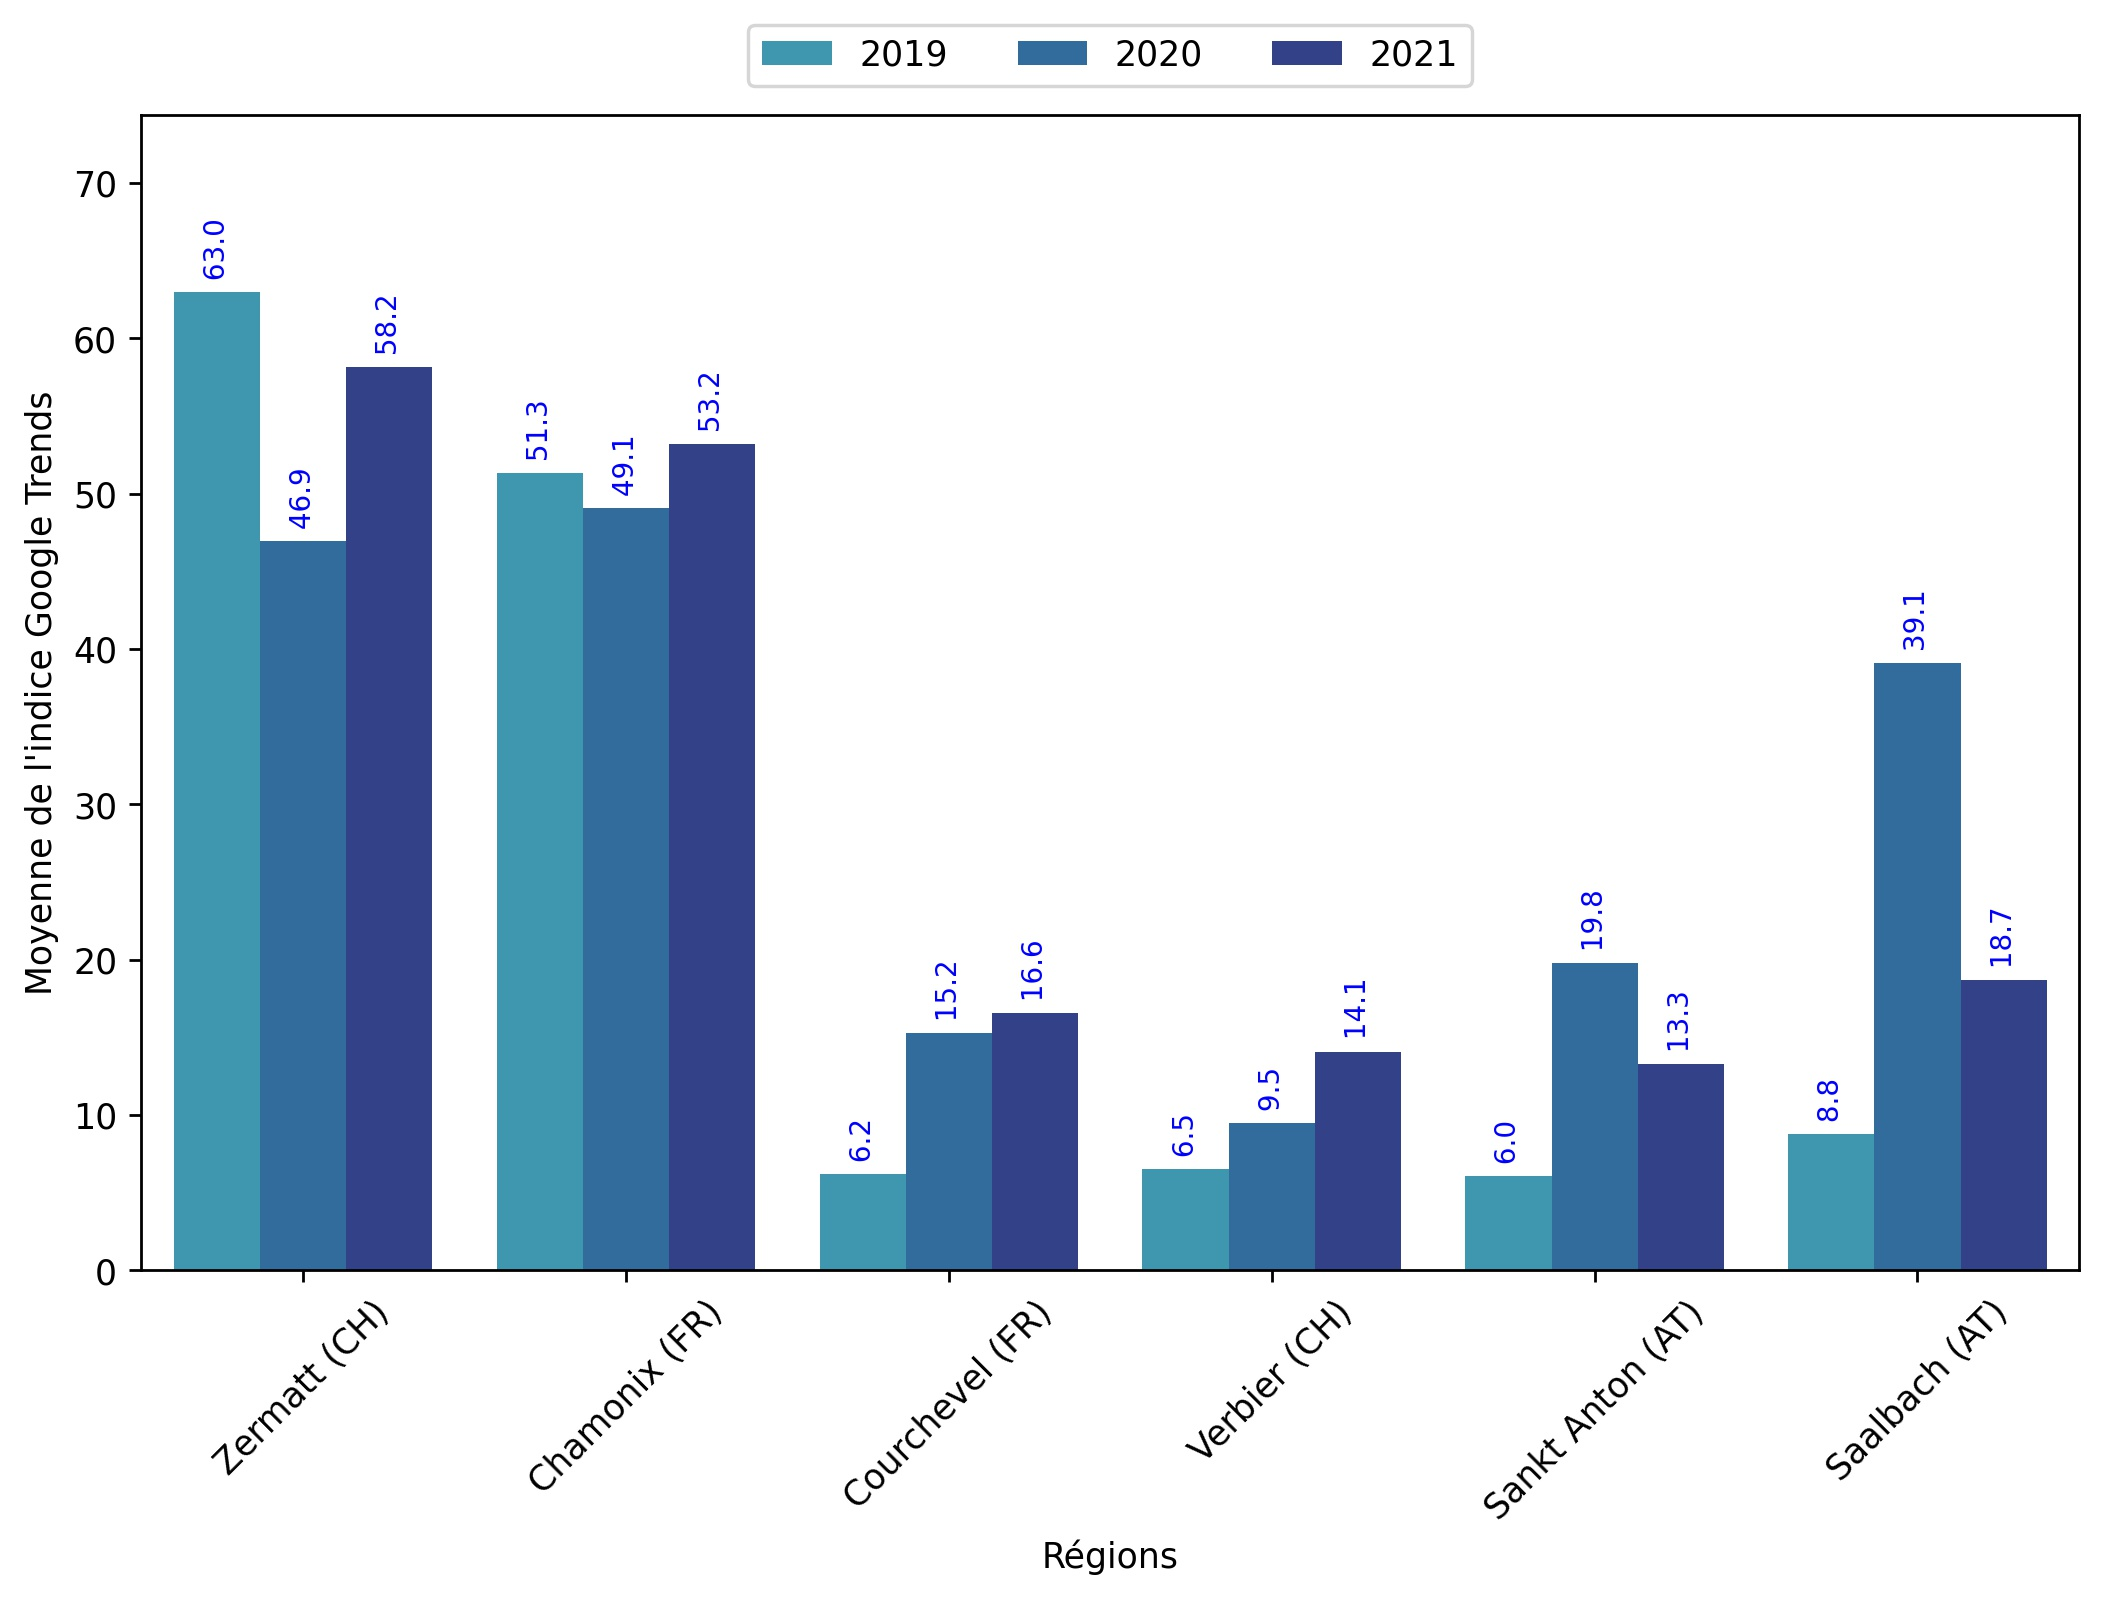 2019 2020 2021
Moyenne de l'indice Google Trends
70
60
50
40
30
20
10
0
63.0
46.9
58.2
51.3
49.1
53.2
6.2
15.2
16.6
6.5
9.5
14.1
6.0
19.8
13.3
8.8
39.1
18.7
Zermatt (CH)
Chamonix (FR)
Courchevel (FR)
Verbier (CH)
Sankt Anton (AT)
Saalbach (AT)
Régions